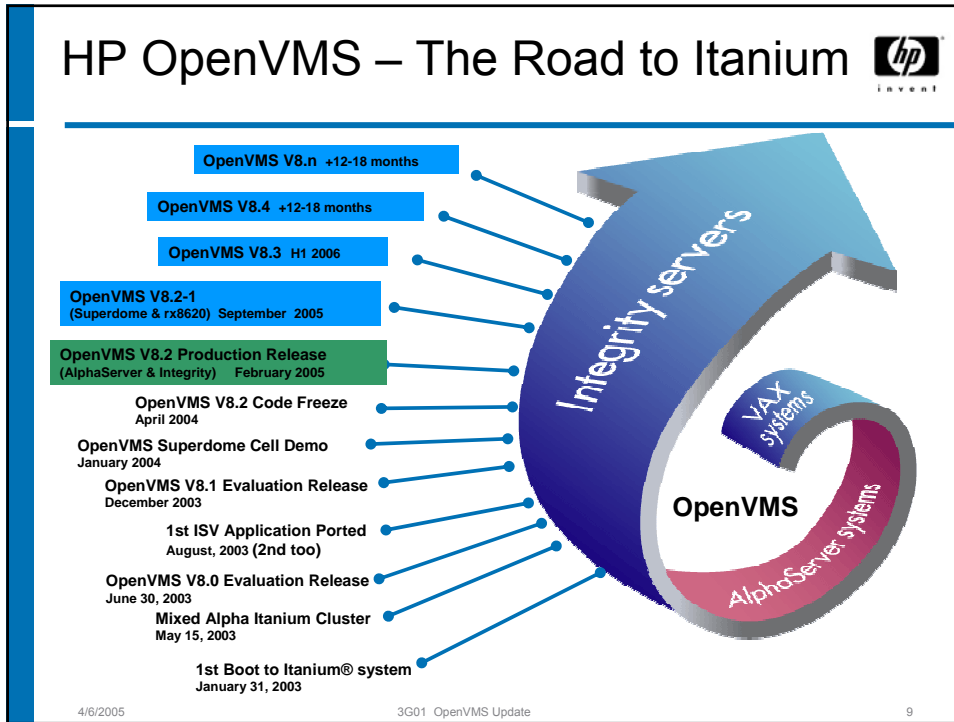 HP OpenVMS – The Road to Itanium
hp
invent
OpenVMS V8.n +12-18 months
OpenVMS V8.4 +12-18 months
OpenVMS V8.3 H1 2006
OpenVMS V8.2-1
(Superdome & rx8620) September 2005
OpenVMS V8.2 Production Release
(AlphaServer & Integrity) February 2005
OpenVMS V8.2 Code Freeze
April 2004
OpenVMS Superdome Cell Demo
January 2004
OpenVMS V8.1 Evaluation Release
December 2003
1st ISV Application Ported
August, 2003 (2nd too)
OpenVMS V8.0 Evaluation Release
June 30, 2003
Mixed Alpha Itanium Cluster
May 15, 2003
1st Boot to Itanium® system
January 31, 2003
Integrity servers
VAX
systems
OpenVMS
AlphaServer systems
4/6/2005
3G01 OpenVMS Update
9